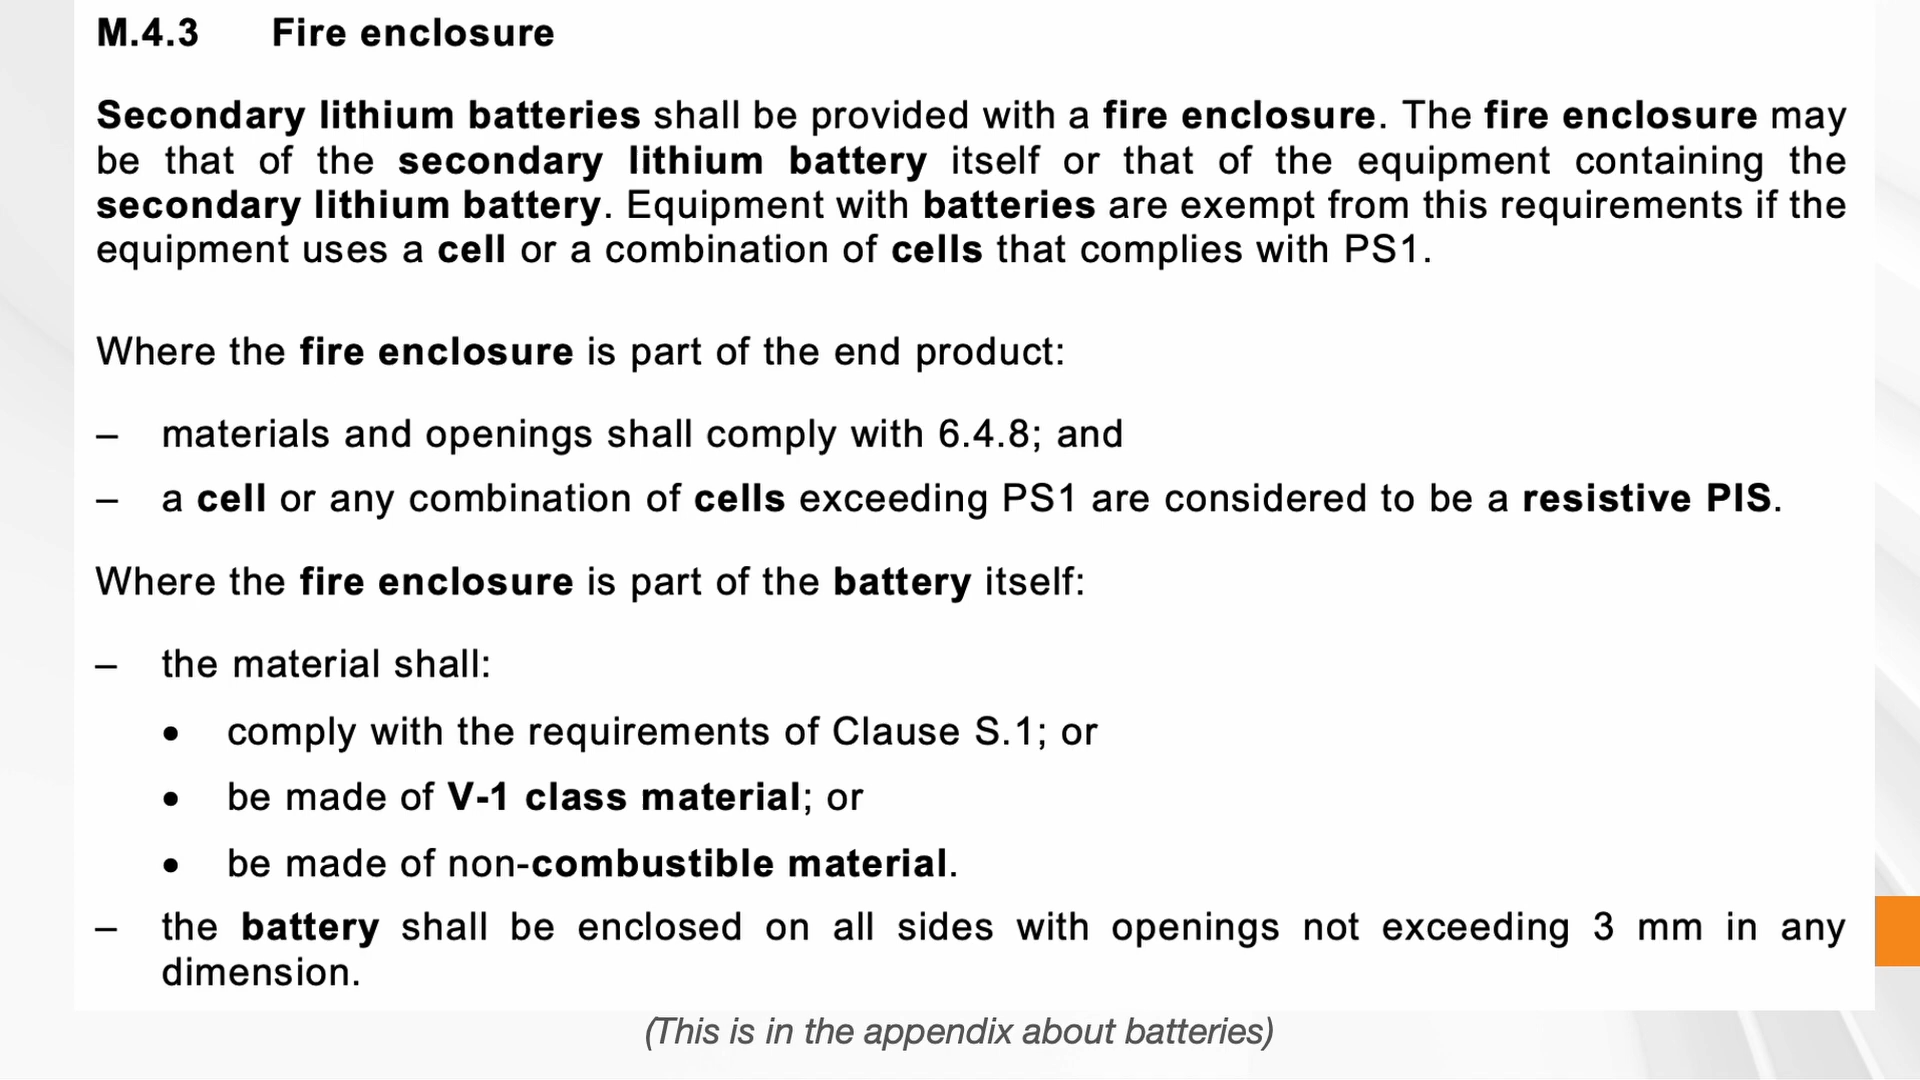 M.4.3 Fire enclosure
Secondary lithium batteries shall be provided with a fire enclosure. The fire enclosure may
be that of the secondary lithium battery itself or that of the equipment containing the
secondary lithium battery. Equipment with batteries are exempt from this requirements if the
equipment uses a cell or a combination of cells that complies with PS1.
Where the fire enclosure is part of the end product:
– materials and openings shall comply with 6.4.8; and
– a cell or any combination of cells exceeding PS1 are considered to be a resistive PIS.
Where the fire enclosure is part of the battery itself:
– the material shall:
• comply with the requirements of Clause S.1; or
• be made of V-1 class material; or
• be made of non-combustible material.
– the battery shall be enclosed on all sides with openings not exceeding 3 mm in any
dimension.
(This is in the appendix about batteries)